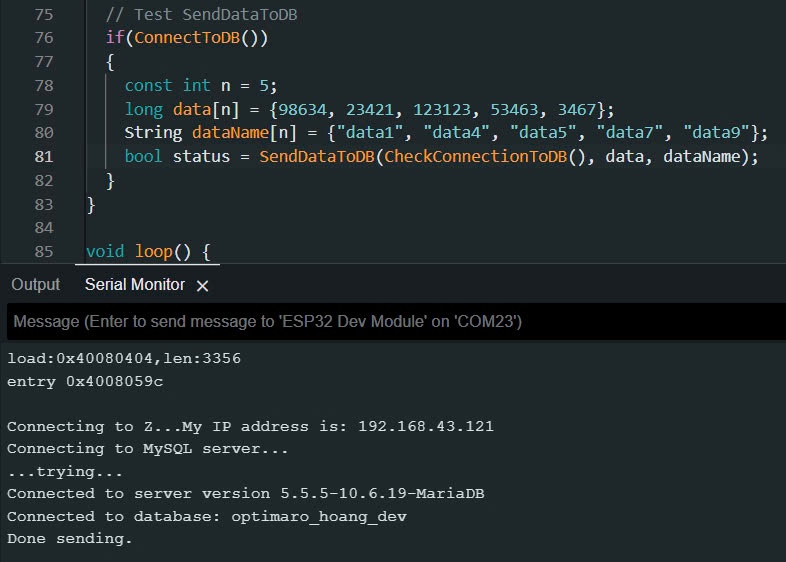 75 // Test SendDataToDB
76 if(ConnectToDB())
77 {
78 const int n = 5;
79 long data[n] = {98634, 23421, 123123, 53463, 3467};
80 String dataName[n] = {"data1", "data4", "data5", "data7", "data9"};
81 bool status = SendDataToDB(CheckConnectionToDB(), data, dataName);
82 }
83 }
84
85 void loop() {
Output Serial Monitor ×
Message (Enter to send message to 'ESP32 Dev Module' on 'COM23')
load:0x40080404,len:3356
entry 0x4008059c
Connecting to Z...My IP address is: 192.168.43.121
Connecting to MySQL server...
...trying...
Connected to server version 5.5.5-10.6.19-MariaDB
Connected to database: optimaro_hoang_dev
Done sending.